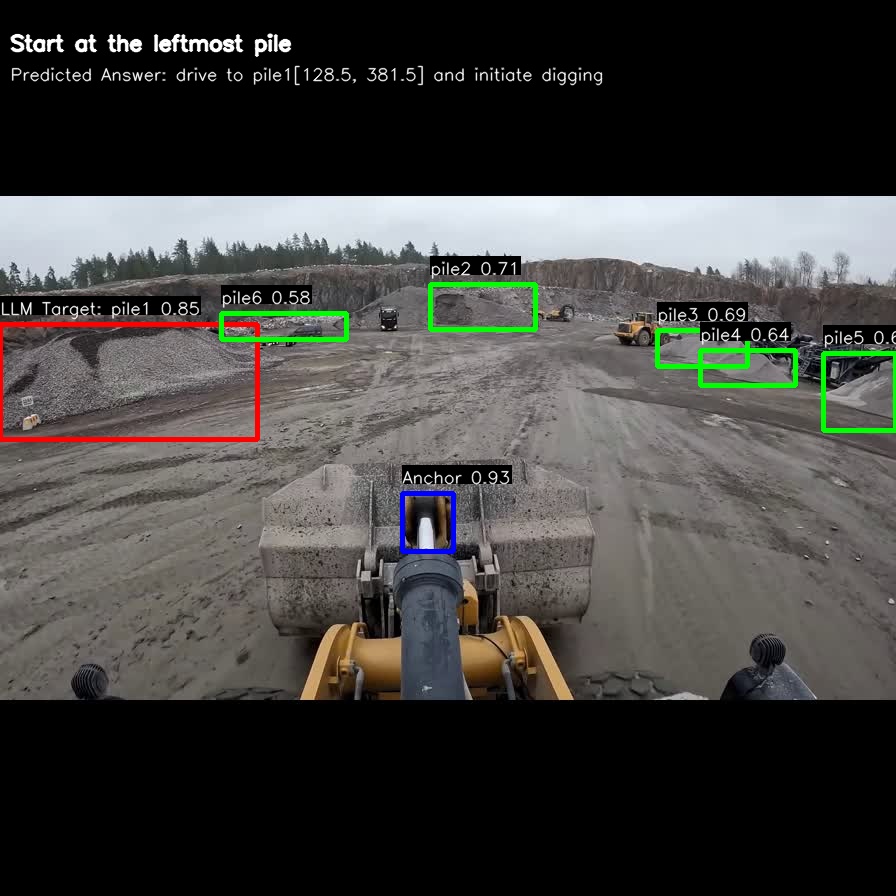 Start at the leftmost pile
Predicted Answer: drive to pile1[128.5, 381.5] and initiate digging
pile2 0.71
pile6 0.58
LLM Target: pile1 0.85
pile3 0.69
pile4 0.64
pile5 0.6
Anchor 0.93